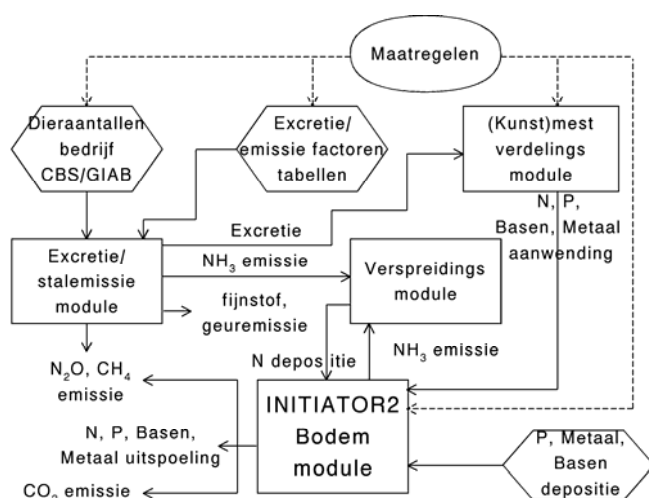 Maatregelen
Dieraantallen
bedrijf
CBS/GIAB
Excretie/
emissie factoren
tabellen
(Kunst)mest
verdelings
module
N, P,
Basen, Metaal
aanwending
Excretie
Excretie/
stalemissie
module
NH₃ emissie
Verspreidings
module
fijnstof,
geuremissie
N depositie
NH₃ emissie
N₂O, CH₄
emissie
INITIATOR2
Bodem
module
N, P, Basen,
Metaal uitspoeling
P, Metaal,
Basen
depositie
CO₂ emissie